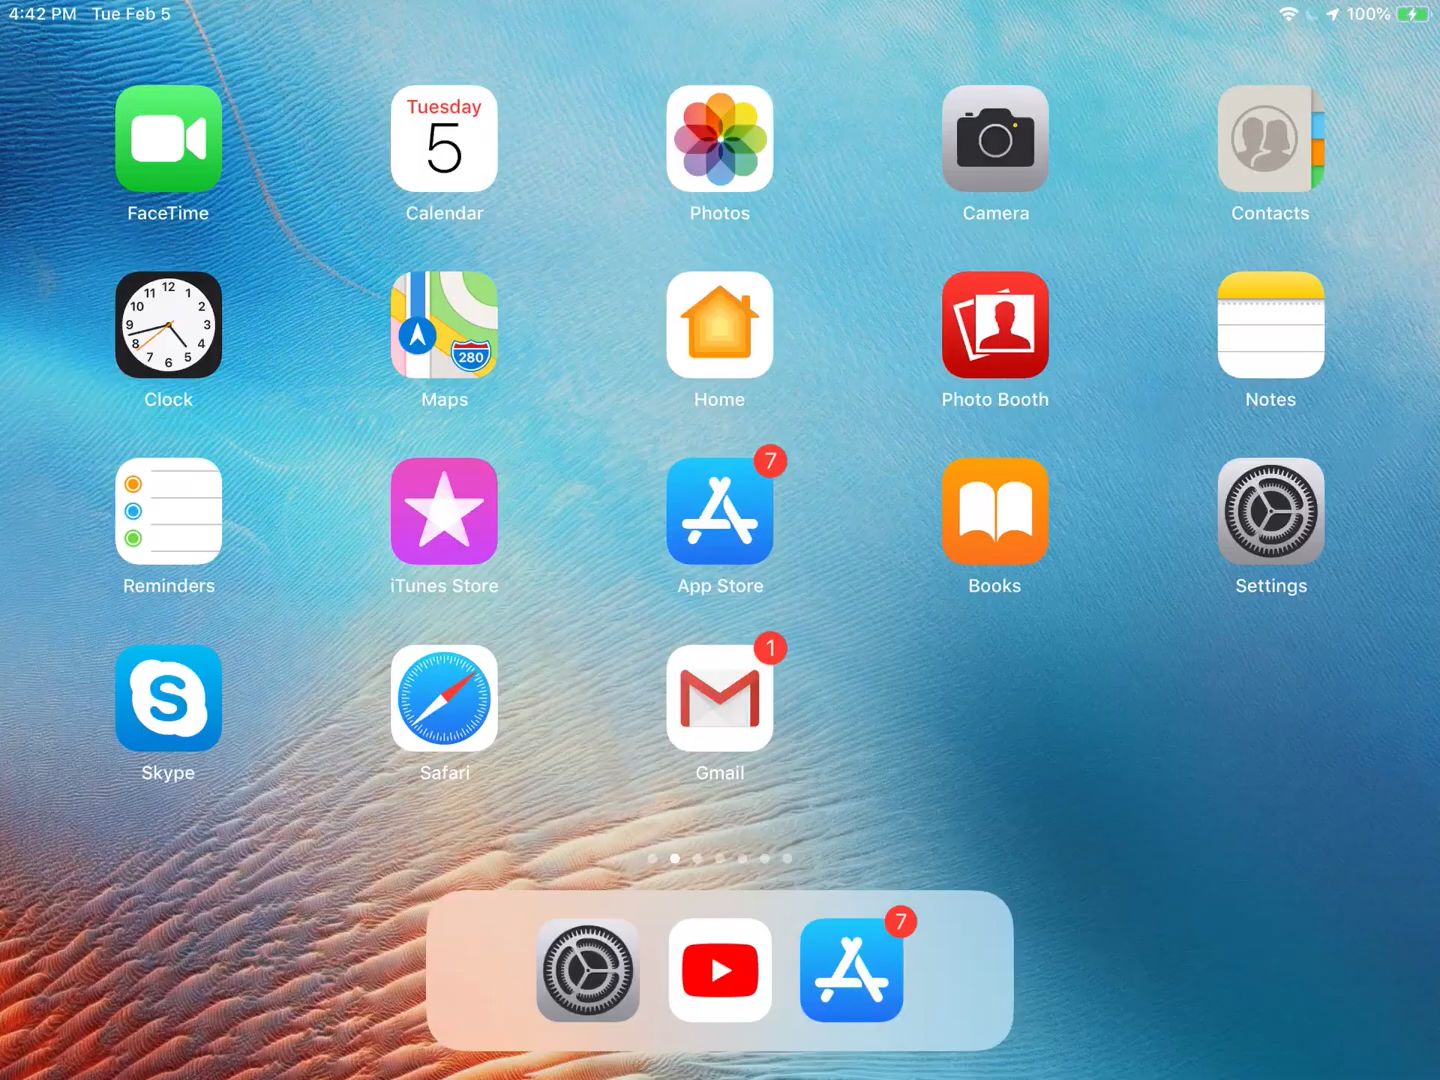 4:42 PM Tue Feb 5
100%
Tuesday
5
FaceTime
Calendar
Photos
Camera
Contacts
12
11 1
10 2
9 3
8 4
7 5
6
280
Clock
Maps
Home
Photo Booth
Notes
7
Reminders
iTunes Store
App Store
Books
Settings
1
S
Skype
Safari
Gmail
7